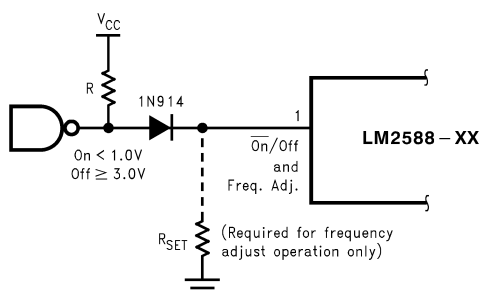 V_CC
R
1N914
On < 1.0V
Off ≥ 3.0V
1
O̅n̅/Off
and
Freq. Adj.
LM2588–XX
R_SET
(Required for frequency
adjust operation only)